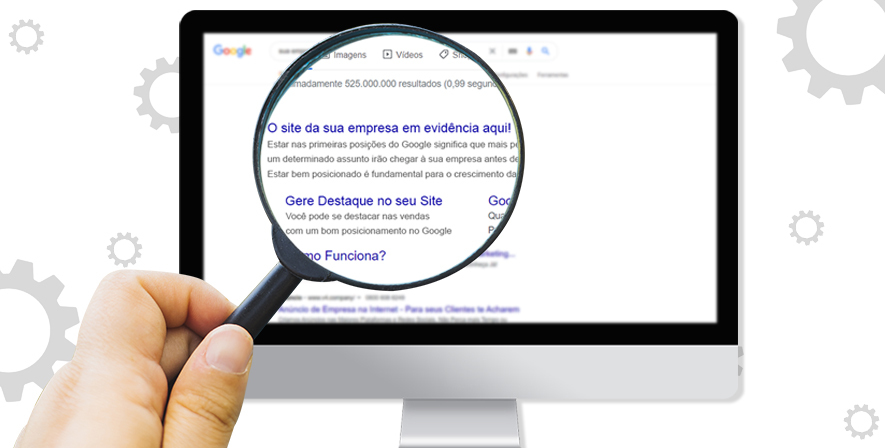 Google
Imagens Vídeos
madamente 525.000.000 resultados (0,99 segun
O site da sua empresa em evidência aqui!
Estar nas primeiras posições do Google significa que mais pe
um determinado assunto irão chegar à sua empresa antes de
Estar bem posicionado é fundamental para o crescimento da
Gere Destaque no seu Site Goo
Você pode se destacar nas vendas Qua
com um bom posicionamento no Google P
mo Funciona?
Anúncio de Empresa na Internet - Para seus Clientes te Acharem